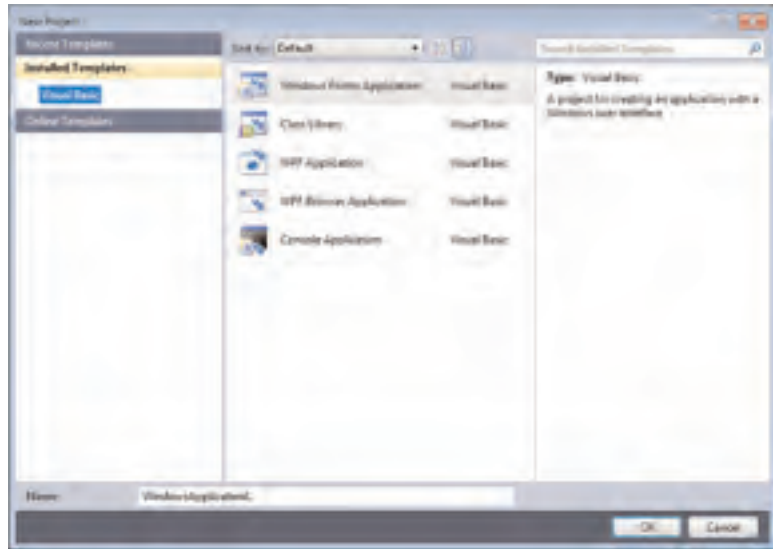 New Project
Recent Templates
Installed Templates
Visual Basic
Online Templates
Sort by: Default
Search Installed Templates
Windows Forms Application Visual Basic
Class Library Visual Basic
WPF Application Visual Basic
WPF Browser Application Visual Basic
Console Application Visual Basic
Type: Visual Basic
A project for creating an application with a
Windows user interface
Name: WindowsApplication1
OK Cancel